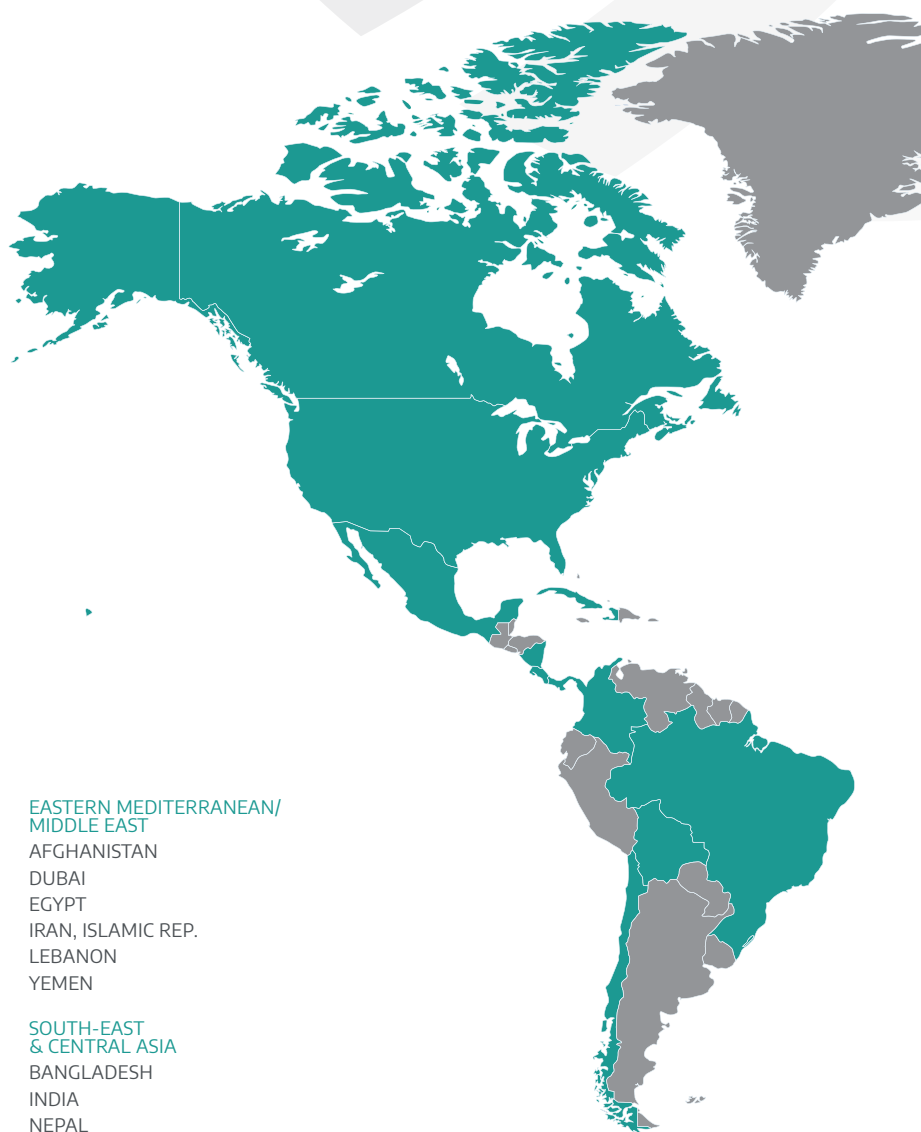 EASTERN MEDITERRANEAN/
MIDDLE EAST
AFGHANISTAN
DUBAI
EGYPT
IRAN, ISLAMIC REP.
LEBANON
YEMEN
SOUTH-EAST
& CENTRAL ASIA
BANGLADESH
INDIA
NEPAL